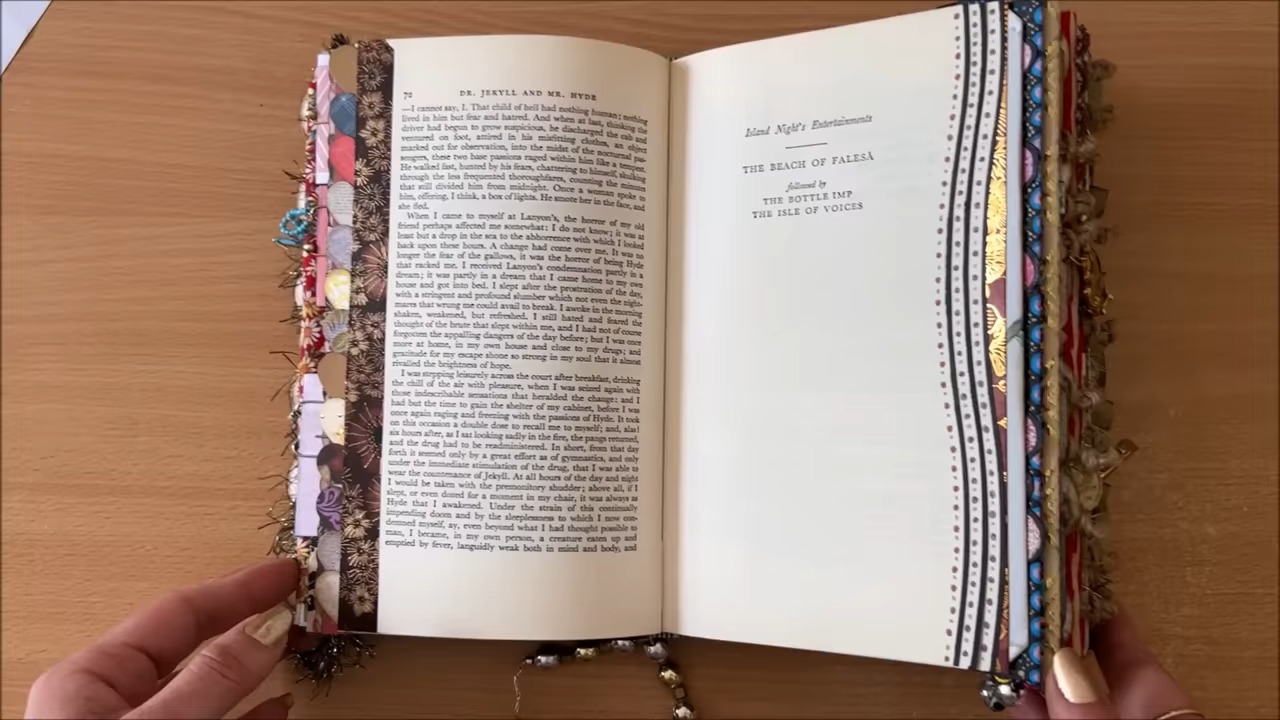 72 DR. JEKYLL AND MR. HYDE
—I cannot say, I. That child of hell had nothing human; nothing
lived in him but fear and hatred. And when at last, thinking the
driver had begun to grow suspicious, he discharged the cab and
ventured on foot, attired in his misfitting clothes, an object
marked out for observation, into the midst of the nocturnal pas-
sengers, these two base passions raged within him like a tempest.
He walked fast, hunted by his fears, chattering to himself, skulking
through the less frequented thoroughfares, counting the minutes
that still divided him from midnight. Once a woman spoke to
him, offering, I think, a box of lights. He smote her in the face, and
she fled.
When I came to myself at Lanyon's, the horror of my old
friend perhaps affected me somewhat: I do not know; it was at
least but a drop in the sea to the abhorrence with which I looked
back upon these hours. A change had come over me. It was no
longer the fear of the gallows, it was the horror of being Hyde
that racked me. I received Lanyon's condemnation partly in a
dream; it was partly in a dream that I came home to my own
house and got into bed. I slept after the prostration of the day,
with a stringent and profound slumber which not even the night-
mares that wrung me could avail to break. I awoke in the morning
shaken, weakened, but refreshed. I still hated and feared the
thought of the brute that slept within me, and I had not of course
forgotten the appalling dangers of the day before; but I was once
more at home, in my own house and close to my drugs; and
gratitude for my escape shone so strong in my soul that it almost
rivalled the brightness of hope.
I was stepping leisurely across the court after breakfast, drinking
the chill of the air with pleasure, when I was seized again with
those indescribable sensations that heralded the change; and I
had but the time to gain the shelter of my cabinet, before I was
once again raging and freezing with the passions of Hyde. It took
on this occasion a double dose to recall me to myself; and, alas!
six hours after, as I sat looking sadly in the fire, the pangs returned,
and the drug had to be readministered. In short, from that day
forth it seemed only by a great effort as of gymnastics, and only
under the immediate stimulation of the drug, that I was able to
wear the countenance of Jekyll. At all hours of the day and night
I would be taken with the premonitory shudder; above all, if I
slept, or even dozed for a moment in my chair, it was always as
Hyde that I awakened. Under the strain of this continually
impending doom and by the sleeplessness to which I now con-
demned myself, ay, even beyond what I had thought possible to
man, I became, in my own person, a creature eaten up and
emptied by fever, languidly weak both in mind and body, and
Island Night's Entertainments
THE BEACH OF FALESÁ
followed by
THE BOTTLE IMP
THE ISLE OF VOICES